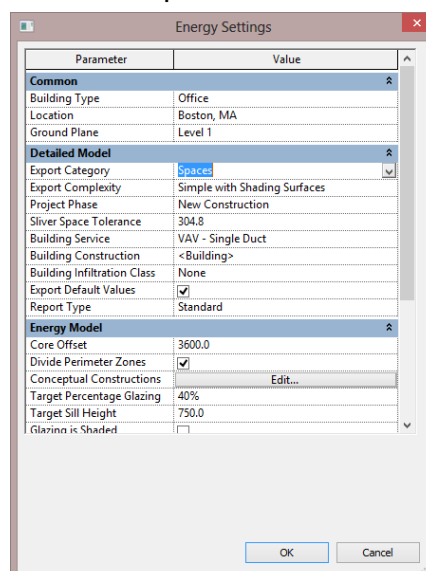 Energy Settings
Parameter Value
Common
Building Type Office
Location Boston, MA
Ground Plane Level 1
Detailed Model
Export Category Spaces
Export Complexity Simple with Shading Surfaces
Project Phase New Construction
Sliver Space Tolerance 304.8
Building Service VAV - Single Duct
Building Construction <Building>
Building Infiltration Class None
Export Default Values
Report Type Standard
Energy Model
Core Offset 3600.0
Divide Perimeter Zones
Conceptual Constructions Edit...
Target Percentage Glazing 40%
Target Sill Height 750.0
Glazing is Shaded
OK Cancel